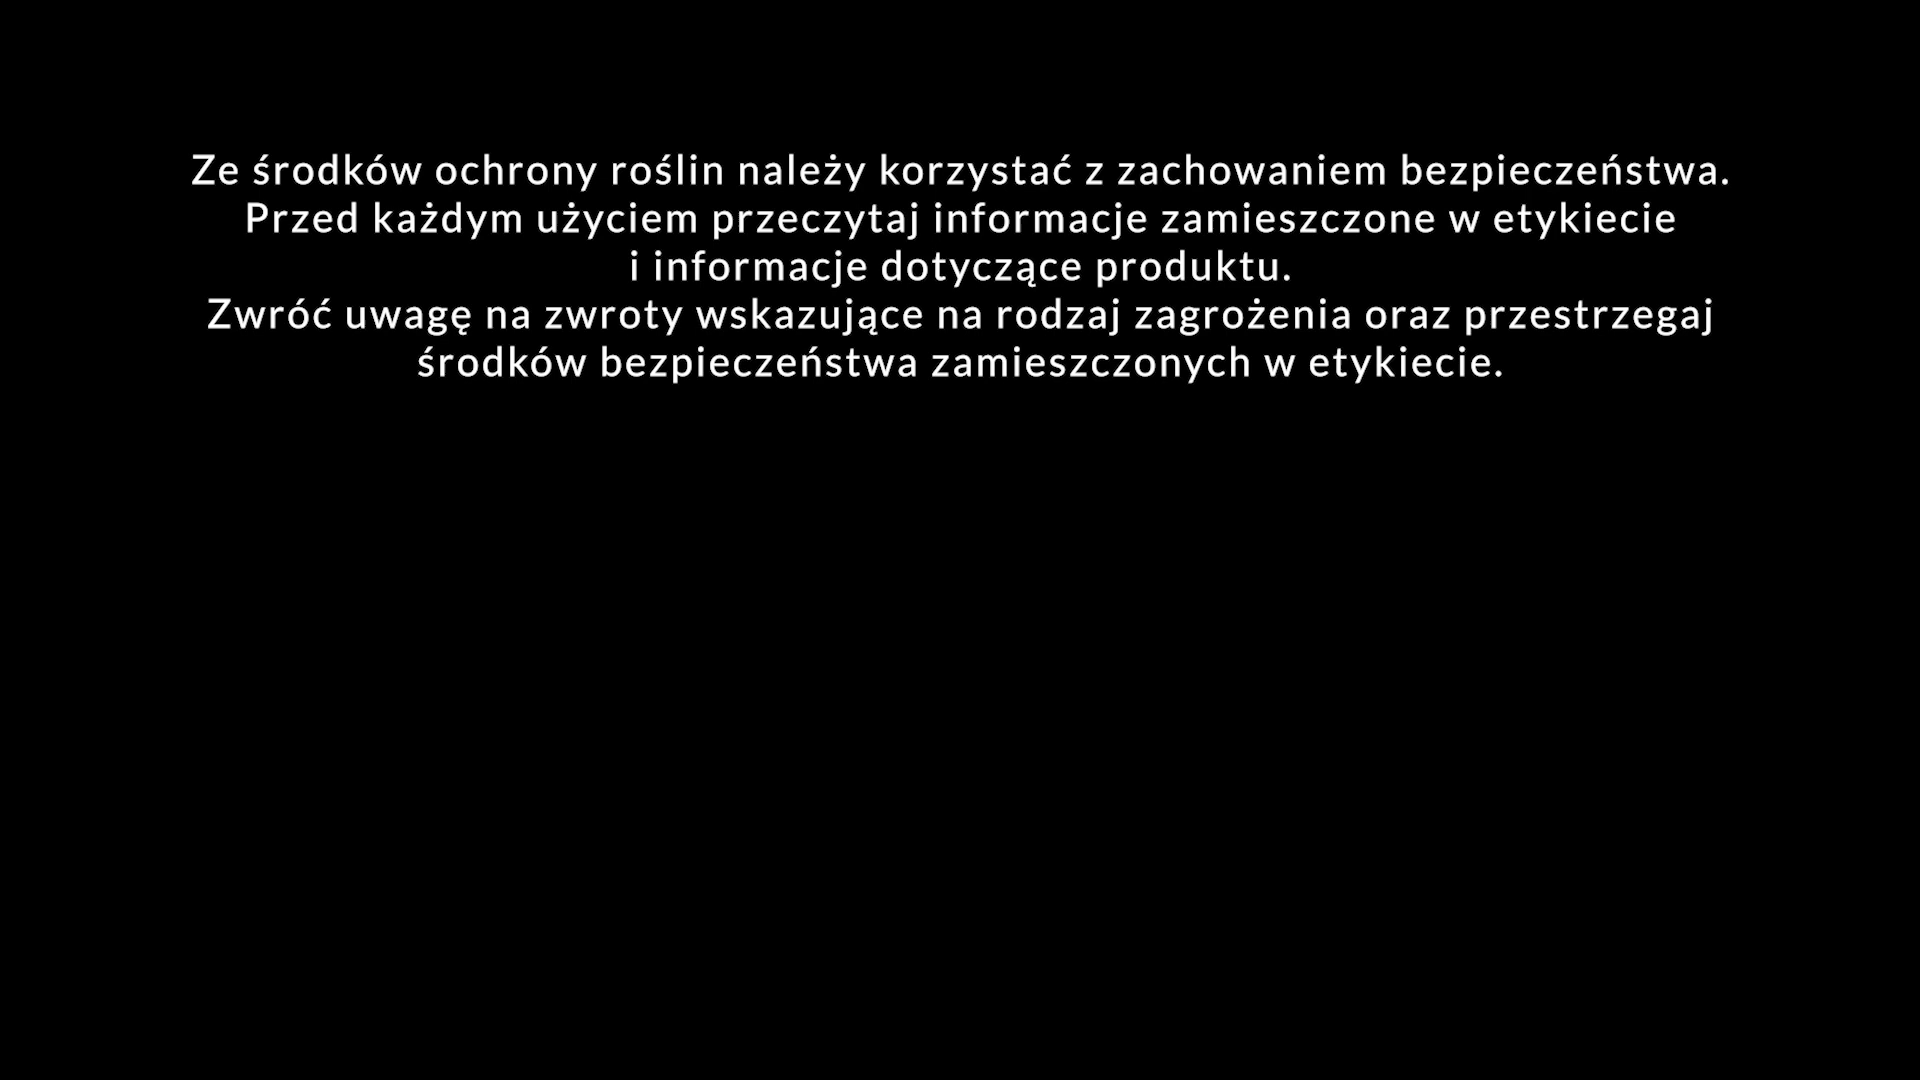 Ze środków ochrony roślin należy korzystać z zachowaniem bezpieczeństwa.
Przed każdym użyciem przeczytaj informacje zamieszczone w etykiecie
i informacje dotyczące produktu.
Zwróć uwagę na zwroty wskazujące na rodzaj zagrożenia oraz przestrzegaj
środków bezpieczeństwa zamieszczonych w etykiecie.